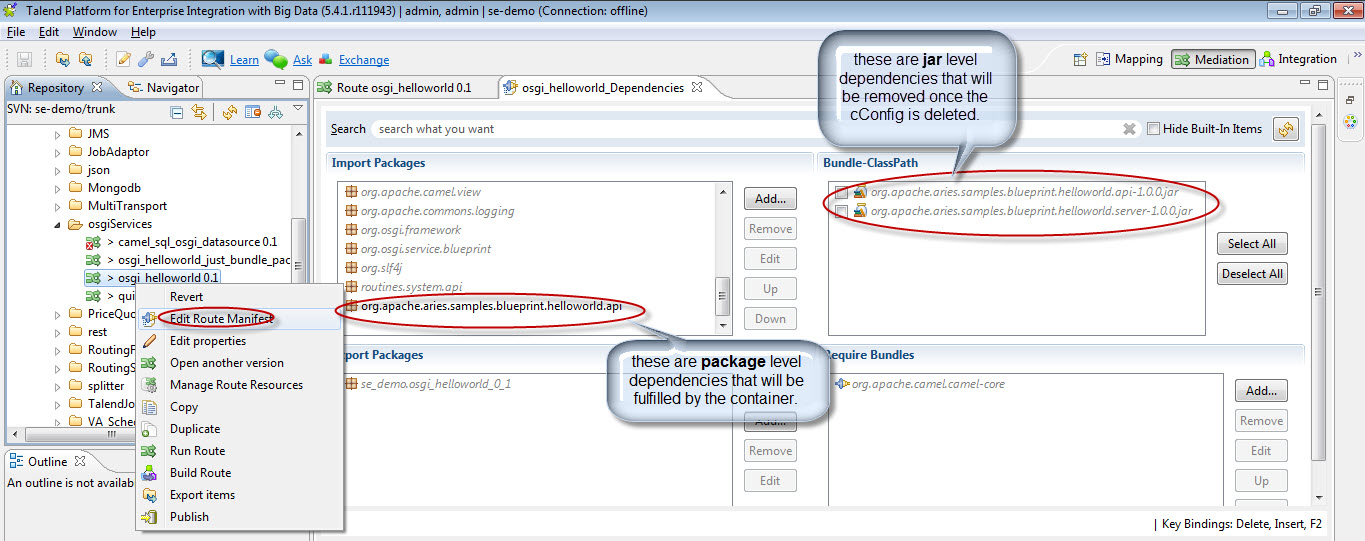 Talend Platform for Enterprise Integration with Big Data (5.4.1.r111943) | admin, admin | se-demo (Connection: offline)
File Edit Window Help
Learn Ask Exchange
Mapping Mediation Integration
Repository Navigator
SVN: se-demo/trunk
JMS
JobAdaptor
json
Mongodb
MultiTransport
osgiServices
> camel_sql_osgi_datasource 0.1
> osgi_helloworld_just_bundle_pac
> osgi_helloworld 0.1
> qui
PriceQuo
rest
RoutingP
RoutingS
splitter
TalendJo
VA_Sche
Revert
Edit Route Manifest
Edit properties
Open another version
Manage Route Resources
Copy
Duplicate
Run Route
Build Route
Export items
Publish
Outline
An outline is not availab
Route osgi_helloworld 0.1 osgi_helloworld_Dependencies
Search search what you want Hide Built-In Items
Import Packages
org.apache.camel.view
org.apache.commons.logging
org.osgi.framework
org.osgi.service.blueprint
org.slf4j
routines.system.api
org.apache.aries.samples.blueprint.helloworld.api
Add...
Remove
Edit
Up
Down
these are jar level
dependencies that will
be removed once the
cConfig is deleted.
Bundle-ClassPath
org.apache.aries.samples.blueprint.helloworld.api-1.0.0.jar
org.apache.aries.samples.blueprint.helloworld.server-1.0.0.jar
Select All
Deselect All
these are package level
dependencies that will be
fulfilled by the container.
xport Packages
se_demo.osgi_helloworld_0_1
Add...
Remove
Edit
Require Bundles
org.apache.camel.camel-core
Add...
Remove
Edit
Up
| Key Bindings: Delete, Insert, F2